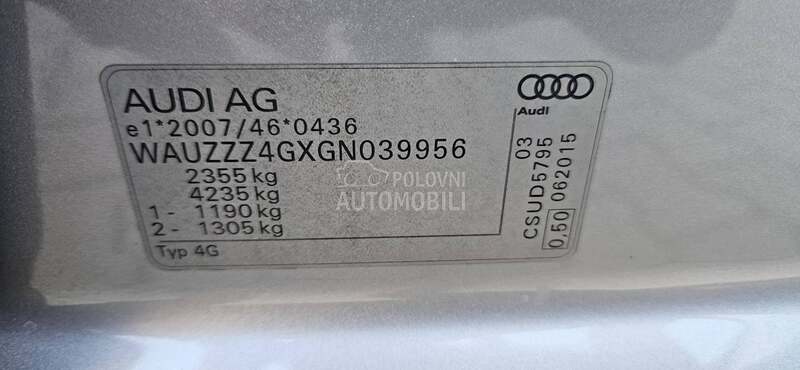 AUDI AG
e1*2007/46*0436
WAUZZZ4GXGN039956
2355 kg
4235 kg
1 - 1190 kg
2 - 1305 kg
Typ 4G
Audi
03
CSUD5795
0,50 062015
POLOVNI
AUTOMOBILI